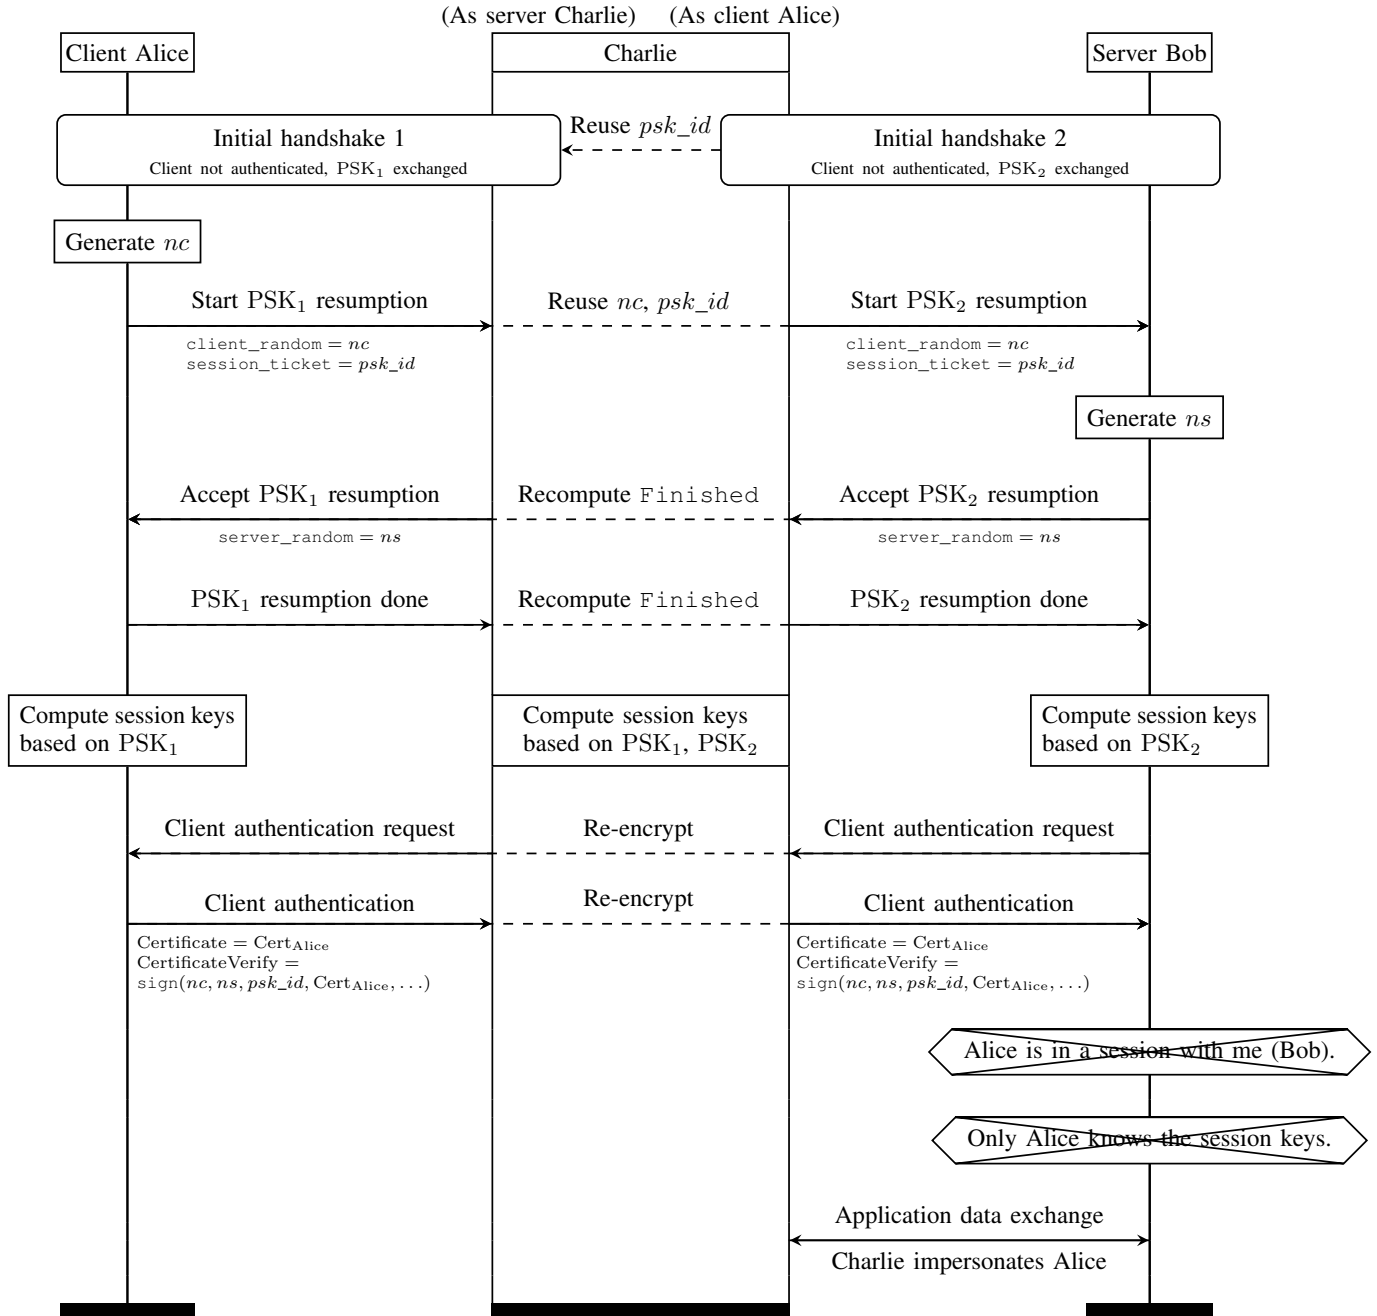 (As server Charlie) (As client Alice)
Client Alice
Charlie
Server Bob
Initial handshake 1
Client not authenticated, PSK₁ exchanged
Reuse psk_id
Initial handshake 2
Client not authenticated, PSK₂ exchanged
Generate nc
Start PSK₁ resumption
Reuse nc, psk_id
Start PSK₂ resumption
client_random = nc
session_ticket = psk_id
client_random = nc
session_ticket = psk_id
Generate ns
Accept PSK₁ resumption
Recompute Finished
Accept PSK₂ resumption
server_random = ns
server_random = ns
PSK₁ resumption done
Recompute Finished
PSK₂ resumption done
Compute session keys
based on PSK₁
Compute session keys
based on PSK₁, PSK₂
Compute session keys
based on PSK₂
Client authentication request
Re-encrypt
Client authentication request
Client authentication
Re-encrypt
Client authentication
Certificate = Cert_Alice
CertificateVerify =
sign(nc, ns, psk_id, Cert_Alice, …)
Certificate = Cert_Alice
CertificateVerify =
sign(nc, ns, psk_id, Cert_Alice, …)
Alice is in a session with me (Bob).
Only Alice knows the session keys.
Application data exchange
Charlie impersonates Alice